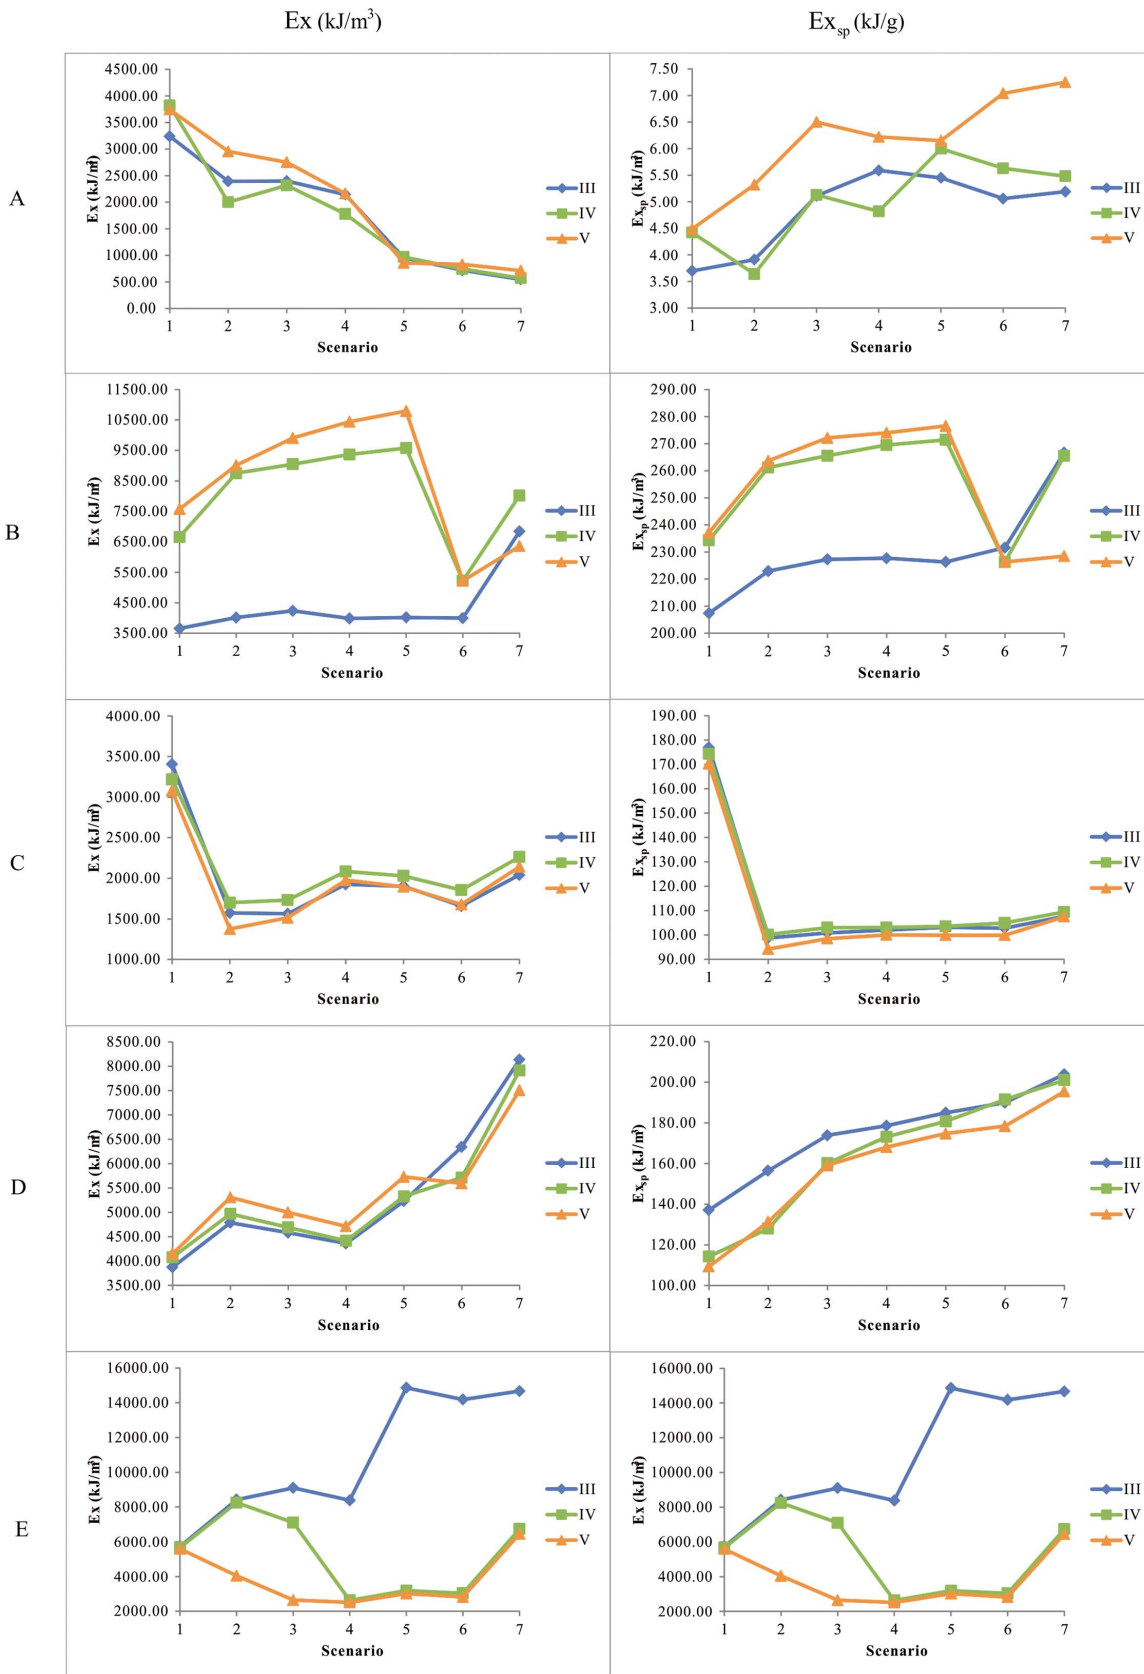 Ex (kJ/m³)
Ex_sp (kJ/g)
A
Ex (kJ/m³)
4500.00
4000.00
3500.00
3000.00
2500.00
2000.00
1500.00
1000.00
500.00
0.00
1 2 3 4 5 6 7
Scenario
III
IV
V
Ex_sp (kJ/m³)
7.50
7.00
6.50
6.00
5.50
5.00
4.50
4.00
3.50
3.00
1 2 3 4 5 6 7
Scenario
III
IV
V
B
Ex (kJ/m³)
11500.00
10500.00
9500.00
8500.00
7500.00
6500.00
5500.00
4500.00
3500.00
1 2 3 4 5 6 7
Scenario
III
IV
V
Ex_sp (kJ/m³)
290.00
280.00
270.00
260.00
250.00
240.00
230.00
220.00
210.00
200.00
1 2 3 4 5 6 7
Scenario
III
IV
V
C
Ex (kJ/m³)
4000.00
3500.00
3000.00
2500.00
2000.00
1500.00
1000.00
1 2 3 4 5 6 7
Scenario
III
IV
V
Ex_sp (kJ/m³)
190.00
180.00
170.00
160.00
150.00
140.00
130.00
120.00
110.00
100.00
90.00
1 2 3 4 5 6 7
Scenario
III
IV
V
D
Ex (kJ/m³)
8500.00
8000.00
7500.00
7000.00
6500.00
6000.00
5500.00
5000.00
4500.00
4000.00
3500.00
1 2 3 4 5 6 7
Scenario
III
IV
V
Ex_sp (kJ/m³)
220.00
200.00
180.00
160.00
140.00
120.00
100.00
1 2 3 4 5 6 7
Scenario
III
IV
V
E
Ex (kJ/m³)
16000.00
14000.00
12000.00
10000.00
8000.00
6000.00
4000.00
2000.00
1 2 3 4 5 6 7
Scenario
III
IV
V
Ex (kJ/m³)
16000.00
14000.00
12000.00
10000.00
8000.00
6000.00
4000.00
2000.00
1 2 3 4 5 6 7
Scenario
III
IV
V